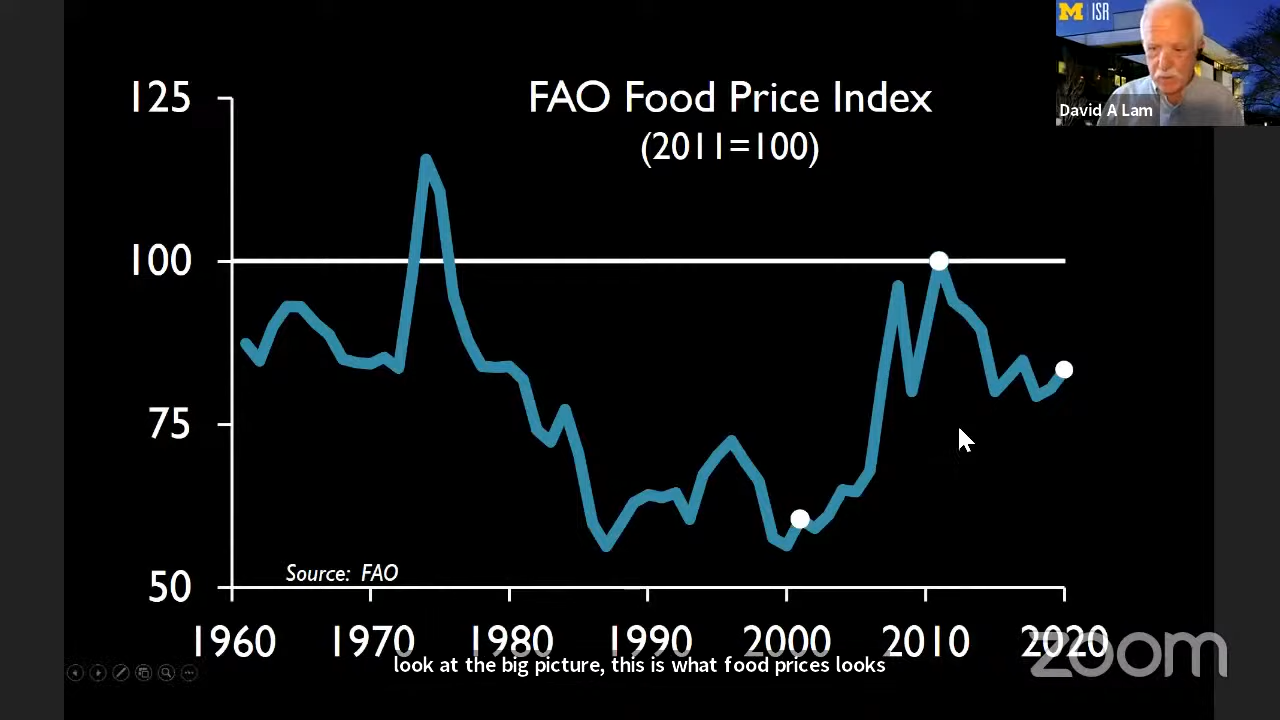 M ISR
David A Lam
FAO Food Price Index
(2011=100)
125
100
75
50
Source: FAO
1960 1970 1980 1990 2000 2010 2020
look at the big picture, this is what food prices looks
zoom